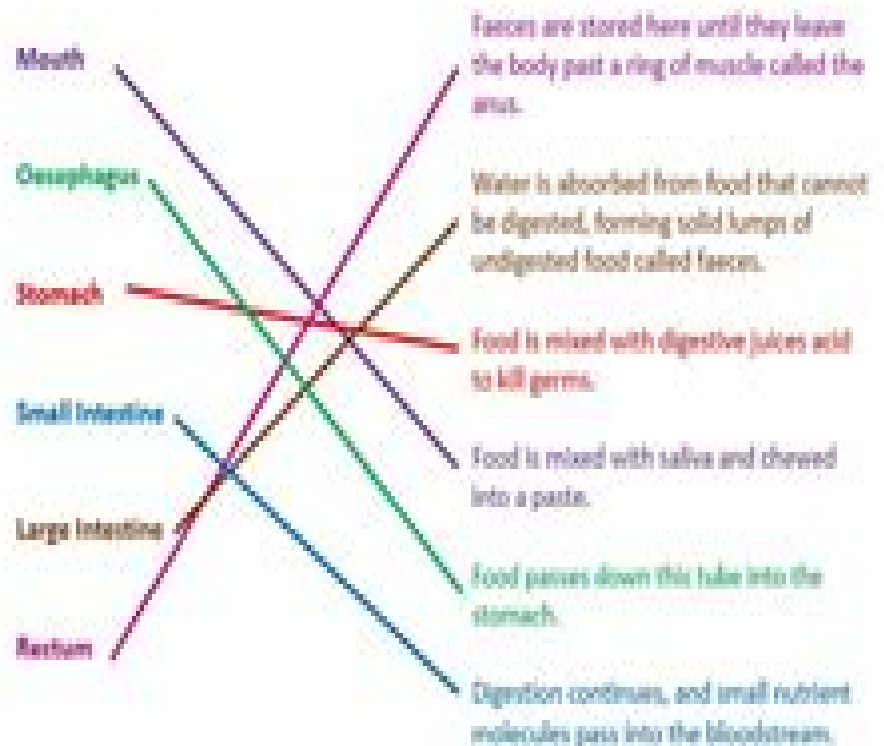 Mouth
Oesophagus
Stomach
Small Intestine
Large Intestine
Rectum
Faeces are stored here until they leave
the body past a ring of muscle called the
anus.
Water is absorbed from food that cannot
be digested, forming solid lumps of
undigested food called faeces.
Food is mixed with digestive juices acid
to kill germs.
Food is mixed with saliva and chewed
into a paste.
Food passes down this tube into the
stomach.
Digestion continues, and small nutrient
molecules pass into the bloodstream.